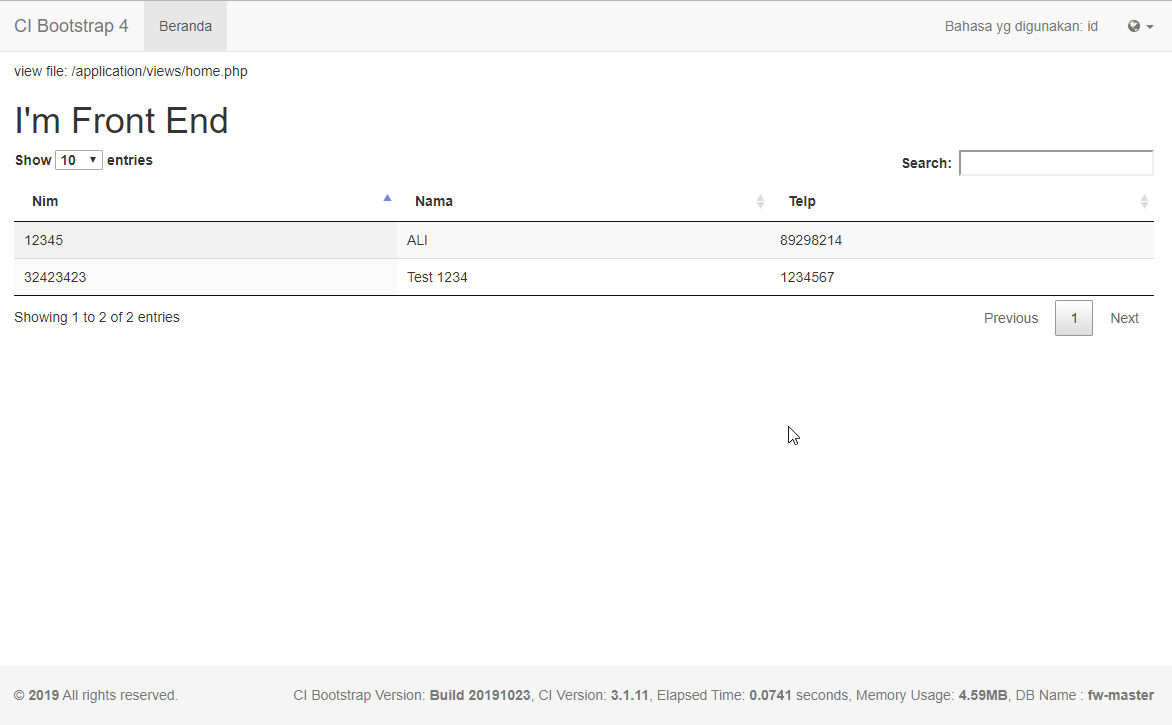 CI Bootstrap 4 Beranda Bahasa yg digunakan: id
view file: /application/views/home.php
I'm Front End
Show 10 entries Search:
Nim Nama Telp
12345 ALI 89298214
32423423 Test 1234 1234567
Showing 1 to 2 of 2 entries Previous 1 Next
© 2019 All rights reserved. CI Bootstrap Version: Build 20191023, CI Version: 3.1.11, Elapsed Time: 0.0741 seconds, Memory Usage: 4.59MB, DB Name : fw-master